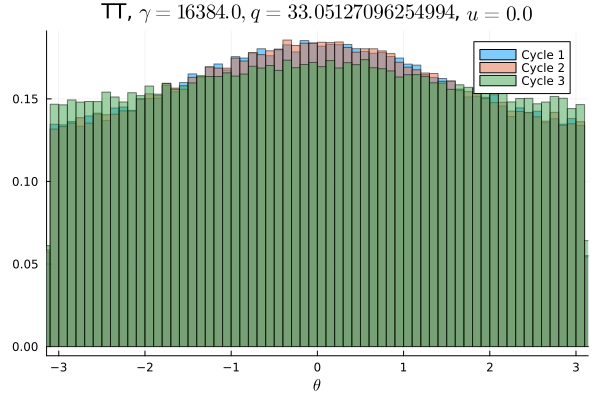 TT, γ = 16384.0, q = 33.05127096254994, u = 0.0
Cycle 1
Cycle 2
Cycle 3
0.15
0.10
0.05
0.00
−3 −2 −1 0 1 2 3
θ